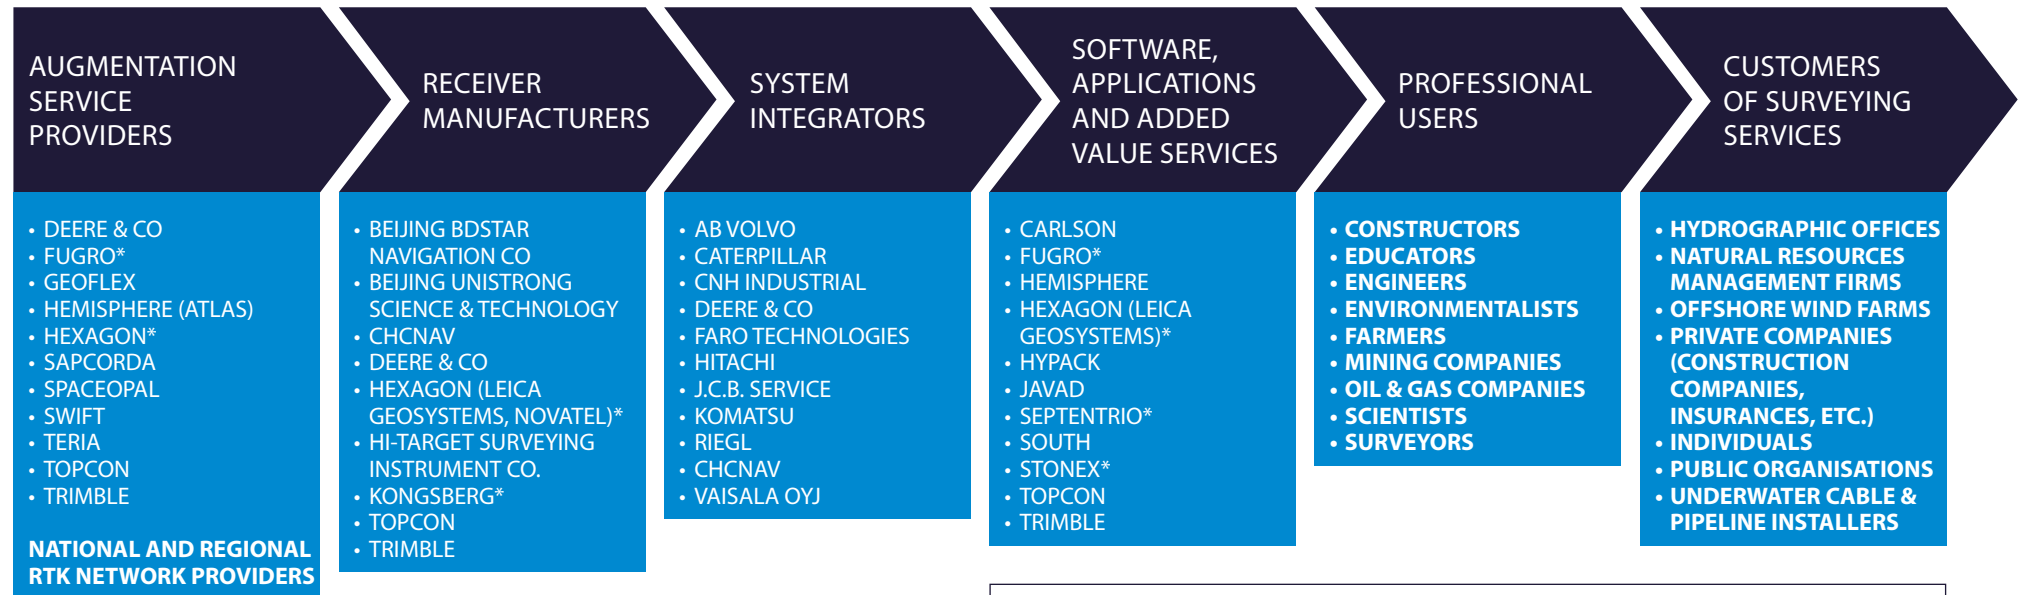 AUGMENTATION
SERVICE
PROVIDERS
• DEERE & CO
• FUGRO*
• GEOFLEX
• HEMISPHERE (ATLAS)
• HEXAGON*
• SAPCORDA
• SPACEOPAL
• SWIFT
• TERIA
• TOPCON
• TRIMBLE
NATIONAL AND REGIONAL
RTK NETWORK PROVIDERS
RECEIVER
MANUFACTURERS
• BEIJING BDSTAR
NAVIGATION CO
• BEIJING UNISTRONG
SCIENCE & TECHNOLOGY
• CHCNAV
• DEERE & CO
• HEXAGON (LEICA
GEOSYSTEMS, NOVATEL)*
• HI-TARGET SURVEYING
INSTRUMENT CO.
• KONGSBERG*
• TOPCON
• TRIMBLE
SYSTEM
INTEGRATORS
• AB VOLVO
• CATERPILLAR
• CNH INDUSTRIAL
• DEERE & CO
• FARO TECHNOLOGIES
• HITACHI
• J.C.B. SERVICE
• KOMATSU
• RIEGL
• CHCNAV
• VAISALA OYJ
SOFTWARE,
APPLICATIONS
AND ADDED
VALUE SERVICES
• CARLSON
• FUGRO*
• HEMISPHERE
• HEXAGON (LEICA
GEOSYSTEMS)*
• HYPACK
• JAVAD
• SEPTENTRIO*
• SOUTH
• STONEX*
• TOPCON
• TRIMBLE
PROFESSIONAL
USERS
• CONSTRUCTORS
• EDUCATORS
• ENGINEERS
• ENVIRONMENTALISTS
• FARMERS
• MINING COMPANIES
• OIL & GAS COMPANIES
• SCIENTISTS
• SURVEYORS
CUSTOMERS
OF SURVEYING
SERVICES
• HYDROGRAPHIC OFFICES
• NATURAL RESOURCES
MANAGEMENT FIRMS
• OFFSHORE WIND FARMS
• PRIVATE COMPANIES
(CONSTRUCTION
COMPANIES,
INSURANCES, ETC.)
• INDIVIDUALS
• PUBLIC ORGANISATIONS
• UNDERWATER CABLE &
PIPELINE INSTALLERS